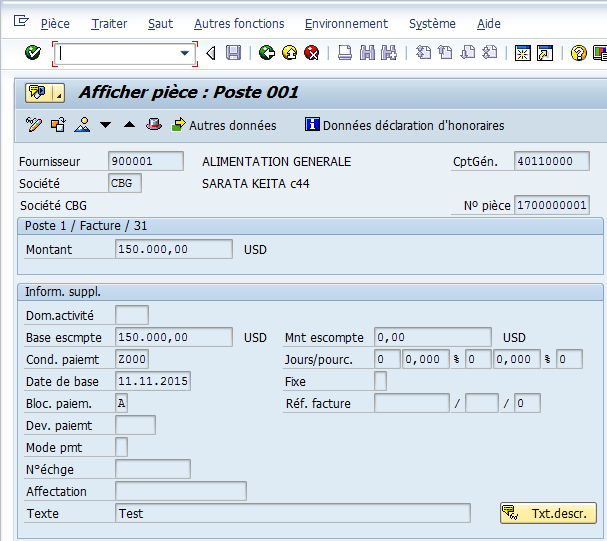 Pièce Traiter Saut Autres fonctions Environnement Système Aide
Afficher pièce : Poste 001
Autres données Données déclaration d'honoraires
Fournisseur 900001 ALIMENTATION GENERALE CptGén. 40110000
Société CBG SARATA KEITA c44
Société CBG Nº pièce 1700000001
Poste 1 / Facture / 31
Montant 150.000,00 USD
Inform. suppl.
Dom.activité
Base escmpte 150.000,00 USD Mnt escompte 0,00 USD
Cond. paiemt Z000 Jours/pourc. 0 0,000 % 0 0,000 % 0
Date de base 11.11.2015 Fixe
Bloc. paiem. A Réf. facture / / 0
Dev. paiemt
Mode pmt
N°échge
Affectation
Texte Test Txt.descr.